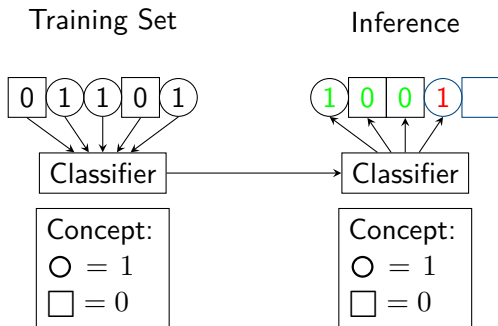 Training Set
Inference
0 1 1 0 1
1 0 0 1
Classifier
Classifier
Concept:
= 1
= 0
Concept:
= 1
= 0